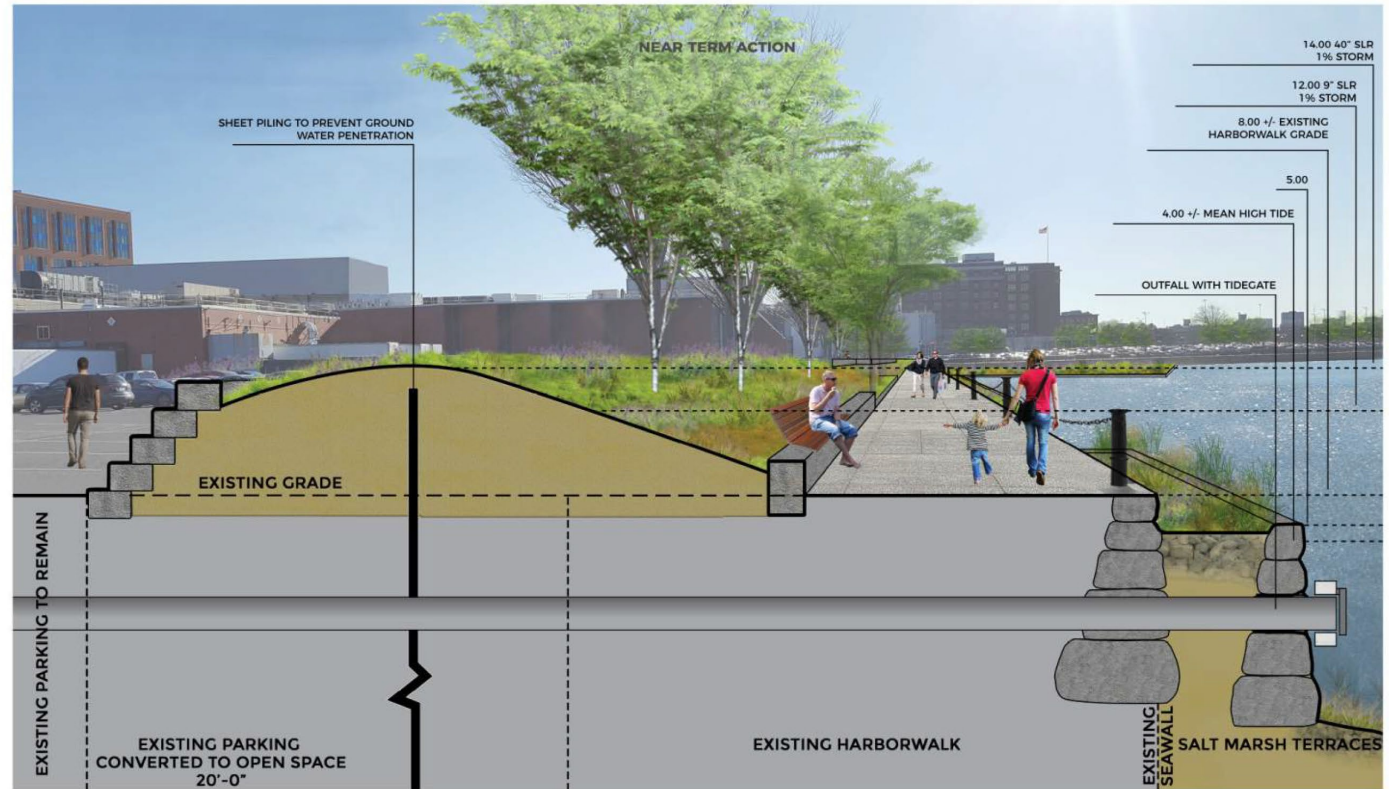 NEAR TERM ACTION
14.00 40" SLR
1% STORM
12.00 9" SLR
1% STORM
8.00 +/- EXISTING
HARBORWALK GRADE
5.00
4.00 +/- MEAN HIGH TIDE
OUTFALL WITH TIDEGATE
SHEET PILING TO PREVENT GROUND
WATER PENETRATION
EXISTING GRADE
EXISTING PARKING TO REMAIN
EXISTING PARKING
CONVERTED TO OPEN SPACE
20'-0"
EXISTING HARBORWALK
EXISTING
SEAWALL
SALT MARSH TERRACES